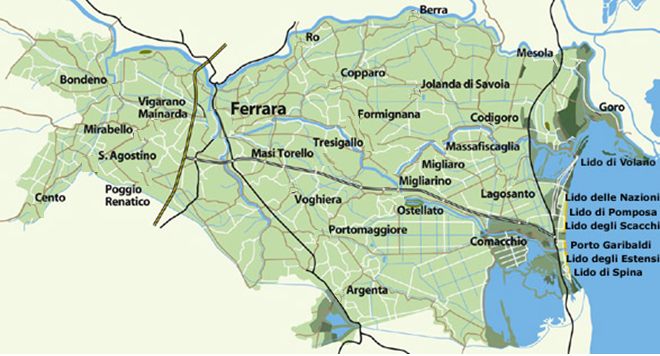 Berra
Ro
Mesola
Copparo
Bondeno
Jolanda di Savoia
Vigarano
Mainarda
Ferrara
Goro
Formignana
Codigoro
Mirabello
Tresigallo
Massafiscaglia
S. Agostino
Masi Torello
Migliaro
Lido di Volano
Migliarino
Poggio
Renatico
Cento
Voghiera
Lagosanto
Lido delle Nazioni
Ostellato
Lido di Pomposa
Portomaggiore
Lido degli Scacchi
Comacchio
Porto Garibaldi
Lido degli Estensi
Lido di Spina
Argenta